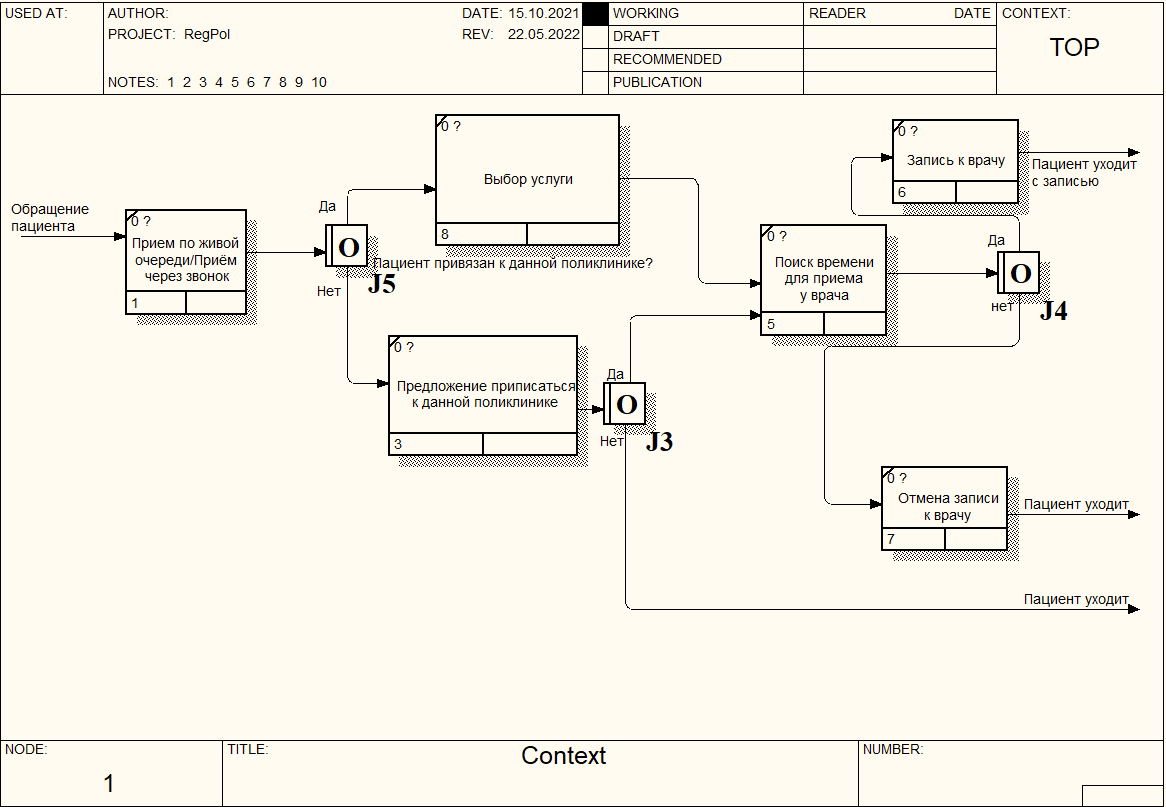 USED AT:
AUTHOR:
DATE: 15.10.2021
PROJECT: RegPol
REV: 22.05.2022
NOTES: 1 2 3 4 5 6 7 8 9 10
WORKING
DRAFT
RECOMMENDED
PUBLICATION
READER
DATE
CONTEXT:
TOP
Обращение
пациента
0 ?
Прием по живой
очереди/Приём
через звонок
1
Да
O
J5
Нет
Пациент привязан к данной поликлинике?
0 ?
Выбор услуги
8
0 ?
Предложение приписаться
к данной поликлинике
3
Да
O
J3
Нет
0 ?
Поиск времени
для приема
у врача
5
Да
O
J4
нет
0 ?
Запись к врачу
6
Пациент уходит
с записью
0 ?
Отмена записи
к врачу
7
Пациент уходит
Пациент уходит
NODE:
1
TITLE:
Context
NUMBER: